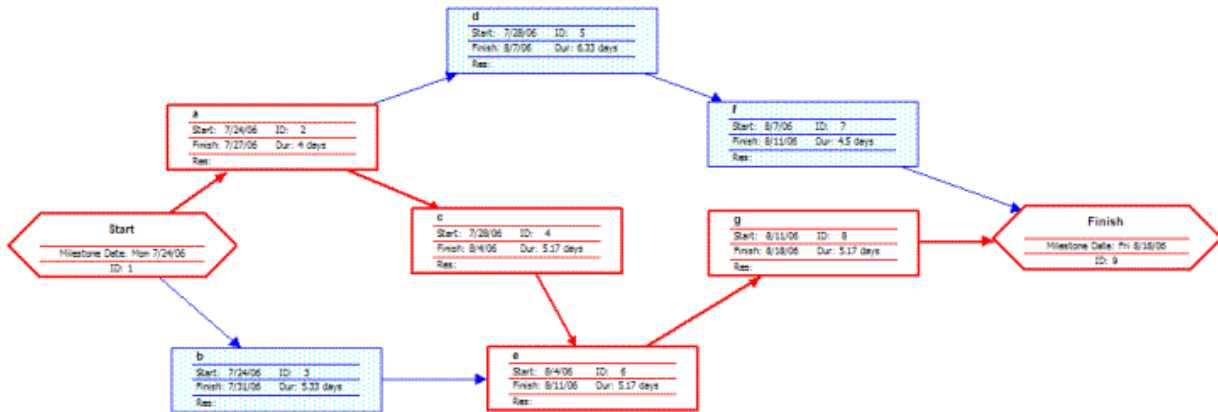 d
Start: 7/28/06 ID: 5
Finish: 8/7/06 Dur: 6.33 days
Res:
f
Start: 8/7/06 ID: 7
Finish: 8/11/06 Dur: 4.5 days
Res:
a
Start: 7/24/06 ID: 2
Finish: 7/27/06 Dur: 4 days
Res:
Start
Milestone Date: Mon 7/24/06
ID: 1
c
Start: 7/28/06 ID: 4
Finish: 8/4/06 Dur: 5.17 days
Res:
g
Start: 8/11/06 ID: 8
Finish: 8/18/06 Dur: 5.17 days
Res:
Finish
Milestone Date: Fri 8/18/06
ID: 9
b
Start: 7/24/06 ID: 3
Finish: 7/31/06 Dur: 5.33 days
Res:
e
Start: 8/4/06 ID: 6
Finish: 8/11/06 Dur: 5.17 days
Res: